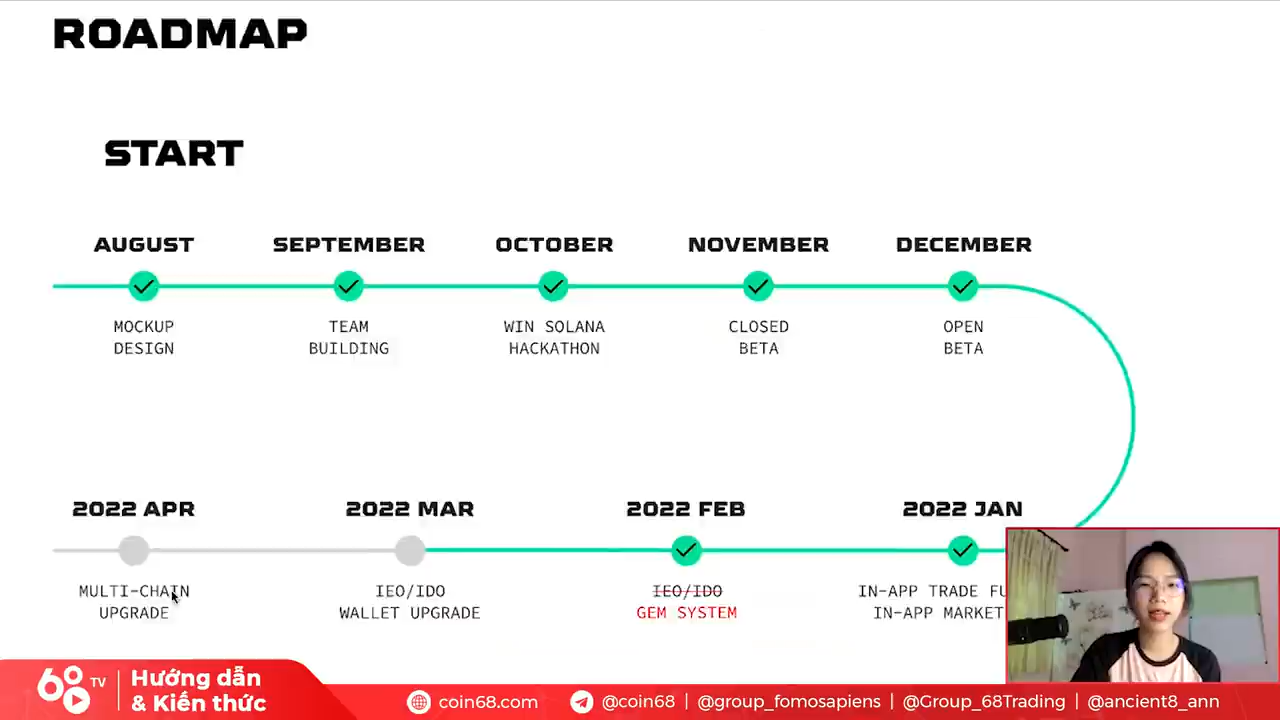 ROADMAP
START
AUGUST
SEPTEMBER
OCTOBER
NOVEMBER
DECEMBER
MOCKUP
DESIGN
TEAM
BUILDING
WIN SOLANA
HACKATHON
CLOSED
BETA
OPEN
BETA
2022 APR
2022 MAR
2022 FEB
2022 JAN
MULTI-CHAIN
UPGRADE
IEO/IDO
WALLET UPGRADE
IEO/IDO
GEM SYSTEM
IN-APP TRADE
IN-APP MARKET
68 TV
Hướng dẫn
& Kiến thức
coin68.com
@coin68 | @group_fomosapiens | @Group_68Trading | @ancient8_ann